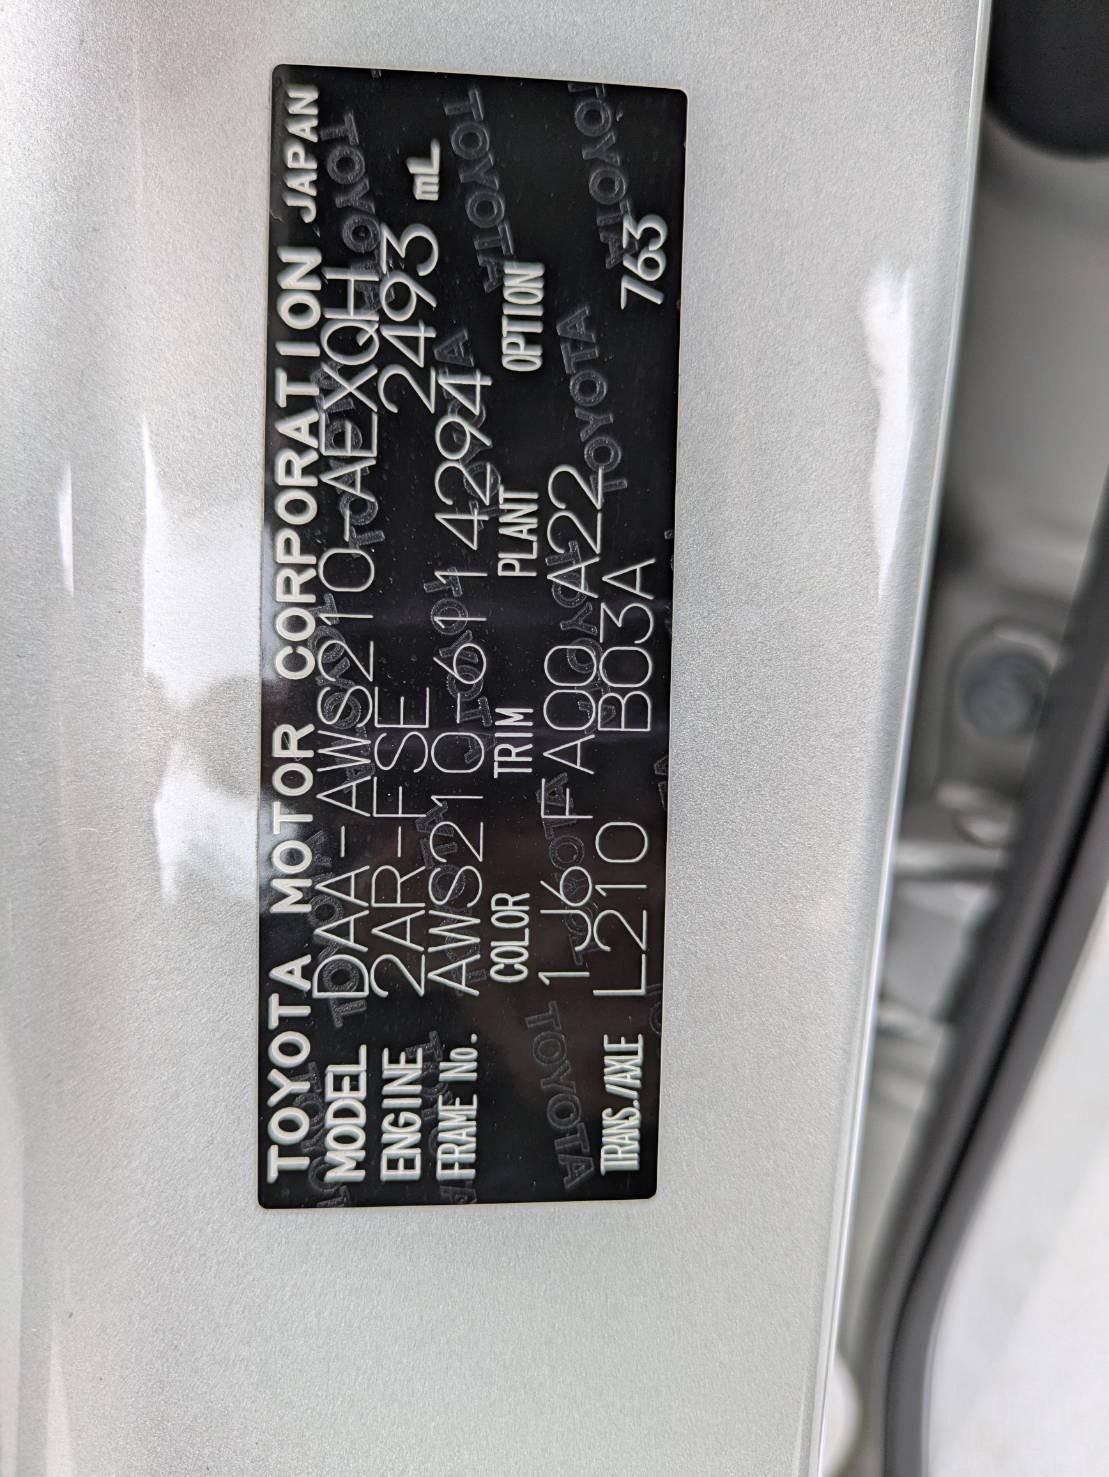 TOYOTA MOTOR CORPORATION JAPAN
MODEL DAA-AWS210-AEXQH
ENGINE 2AR-FSE 2493 mL
FRAME No. AWS210-6114294
COLOR TRIM PLANT OPTION
1J6 FA00 A22
TRANS./AXLE L210 B03A 763